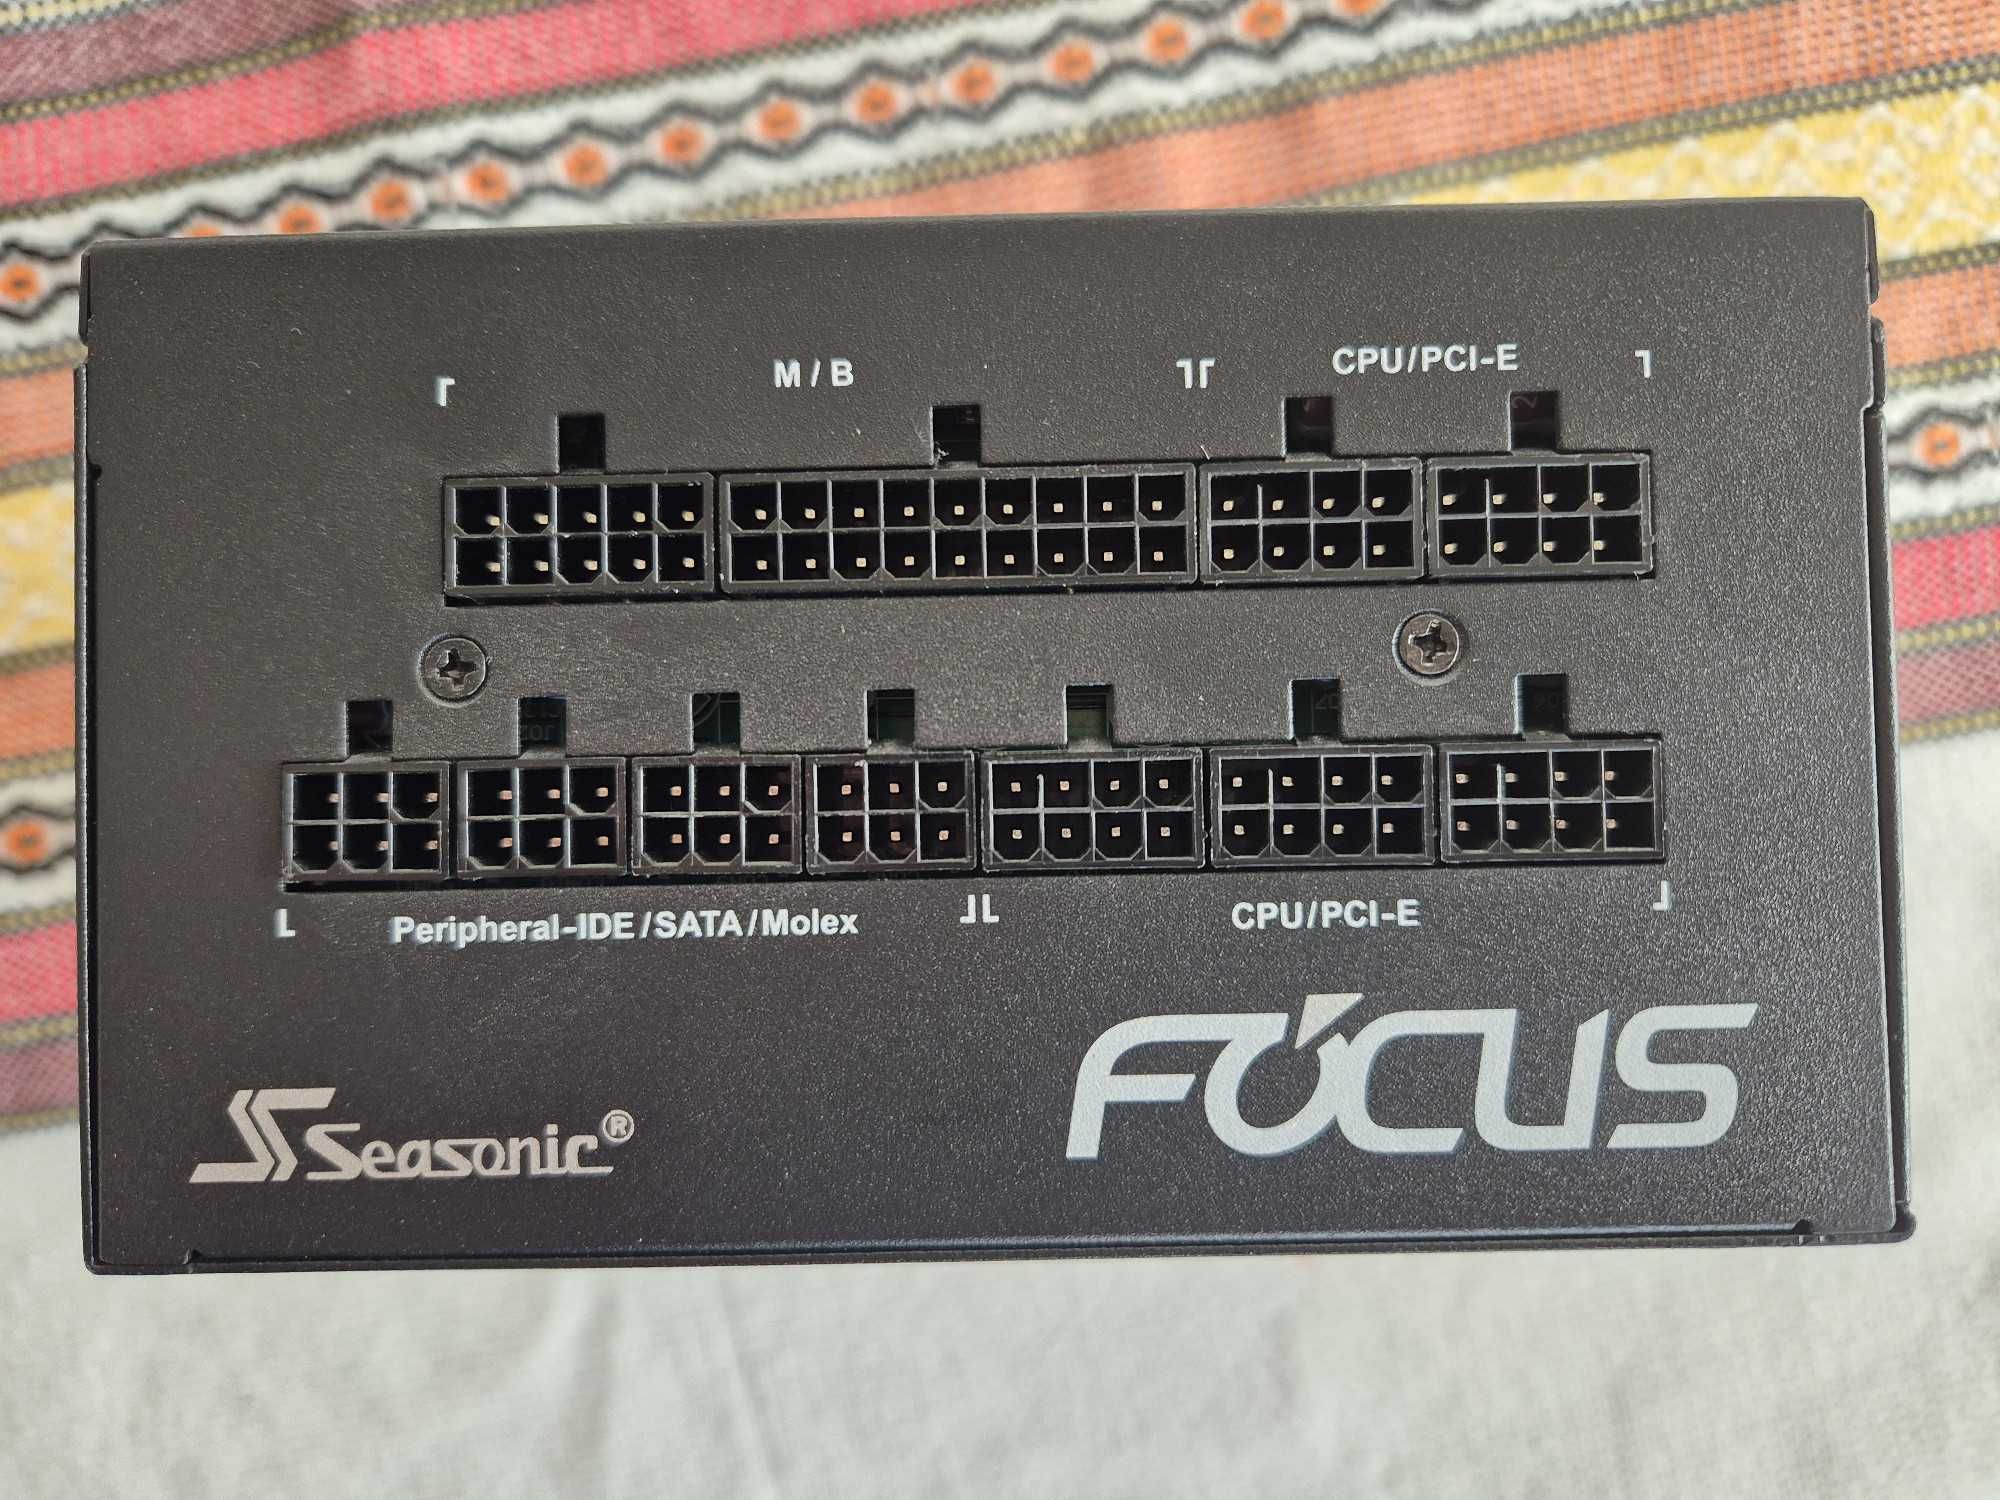 M / B
CPU/PCI-E
Peripheral-IDE/SATA/Molex
CPU/PCI-E
FOCUS
Seasonic®